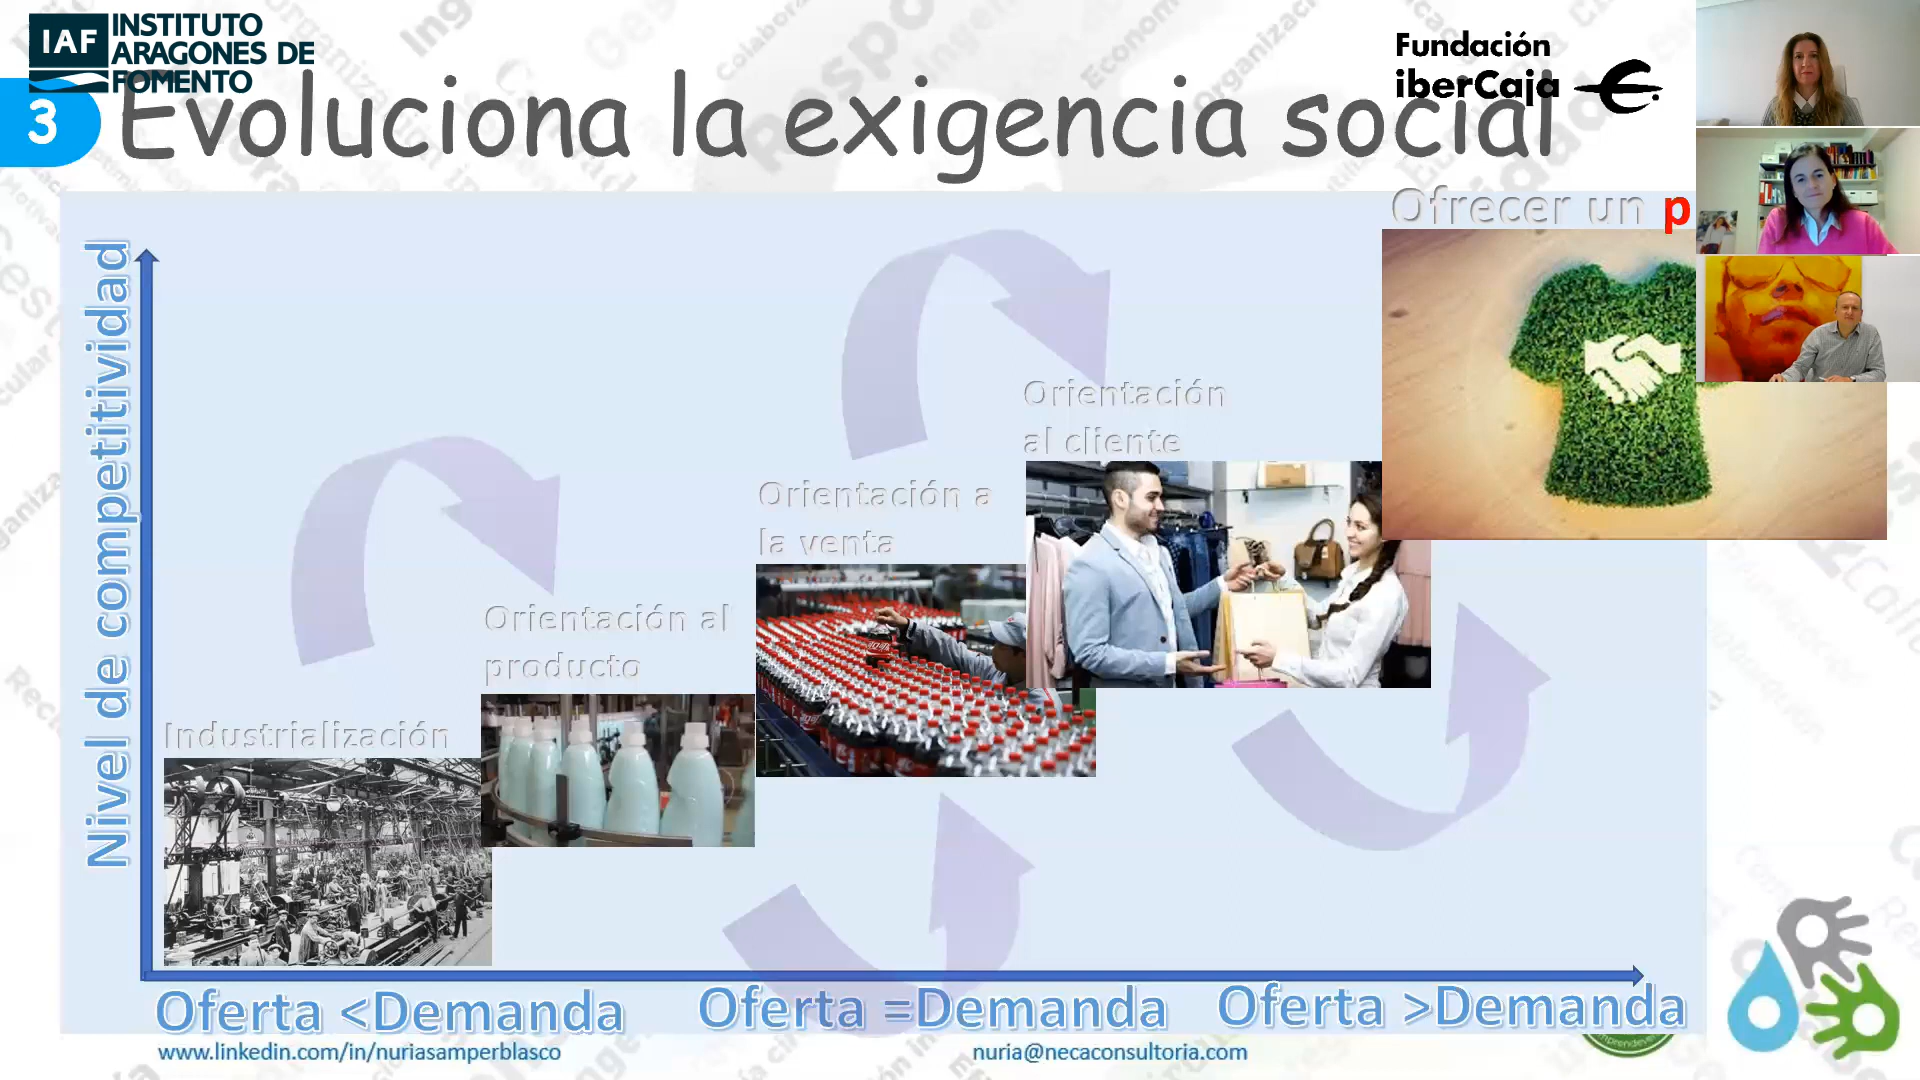 IAF
INSTITUTO
ARAGONES DE
FOMENTO
Fundación
iberCaja
3
Evoluciona la exigencia social
Ofrecer un p
Nivel de competitividad
Orientación
al cliente
Orientación a
la venta
Orientación al
producto
Industrialización
Oferta <Demanda
Oferta =Demanda
Oferta >Demanda
www.linkedin.com/in/nuriasamperblasco
nuria@necaconsultoria.com